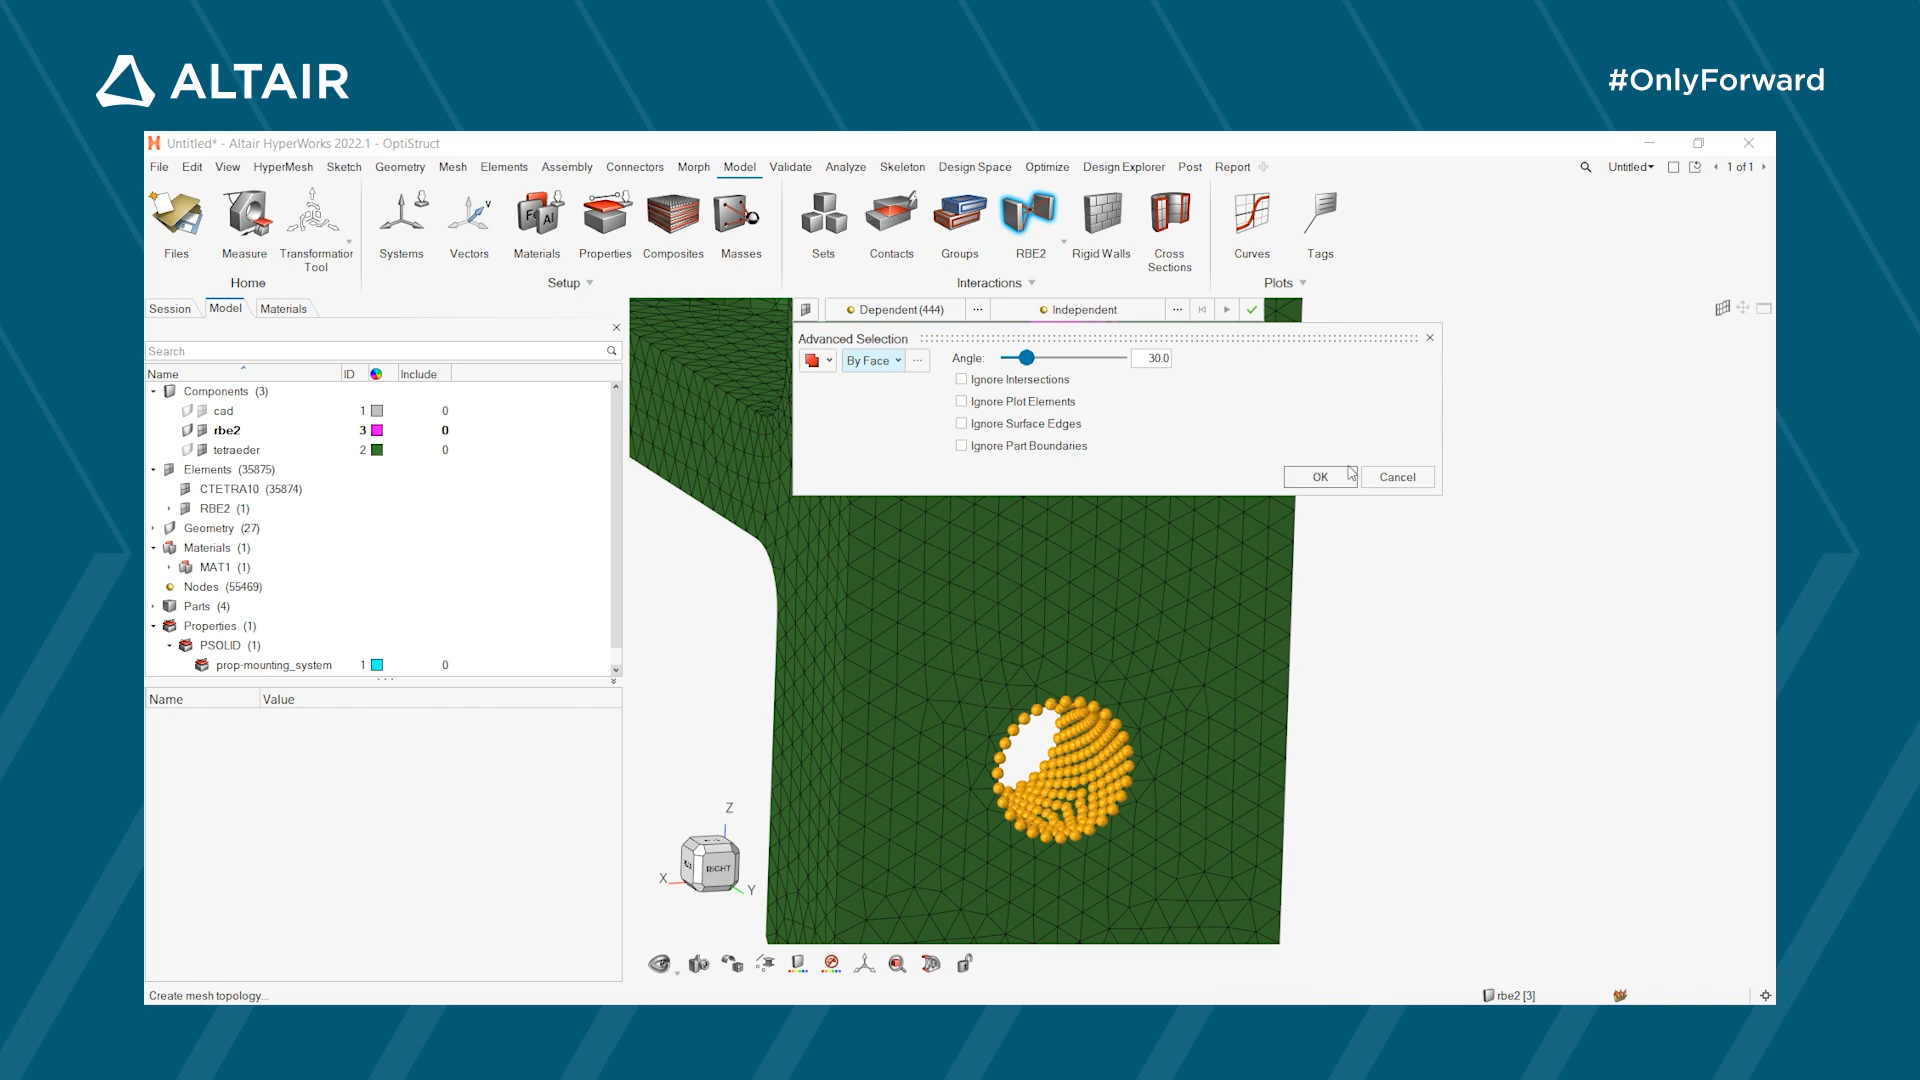 ALTAIR
#OnlyForward
Untitled* - Altair HyperWorks 2022.1 - OptiStruct
File Edit View HyperMesh Sketch Geometry Mesh Elements Assembly Connectors Morph Model Validate Analyze Skeleton Design Space Optimize Design Explorer Post Report Untitled 1 of 1
Files Measure Transformation Tool Systems Vectors Materials Properties Composites Masses Sets Contacts Groups RBE2 Rigid Walls Cross Sections Curves Tags
Home Setup Interactions Plots
Session Model Materials
Dependent (444) ... Independent ...
Search
Advanced Selection
By Face ... Angle: 30.0
Ignore Intersections
Ignore Plot Elements
Ignore Surface Edges
Ignore Part Boundaries
OK Cancel
Name ID Include
Components (3)
cad 1 0
rbe2 3 0
tetraeder 2 0
Elements (35875)
CTETRA10 (35874)
RBE2 (1)
Geometry (27)
Materials (1)
MAT1 (1)
Nodes (55469)
Parts (4)
Properties (1)
PSOLID (1)
prop-mounting_system 1 0
Name Value
Z
RIGHT
X
Y
Create mesh topology...
rbe2 [3]